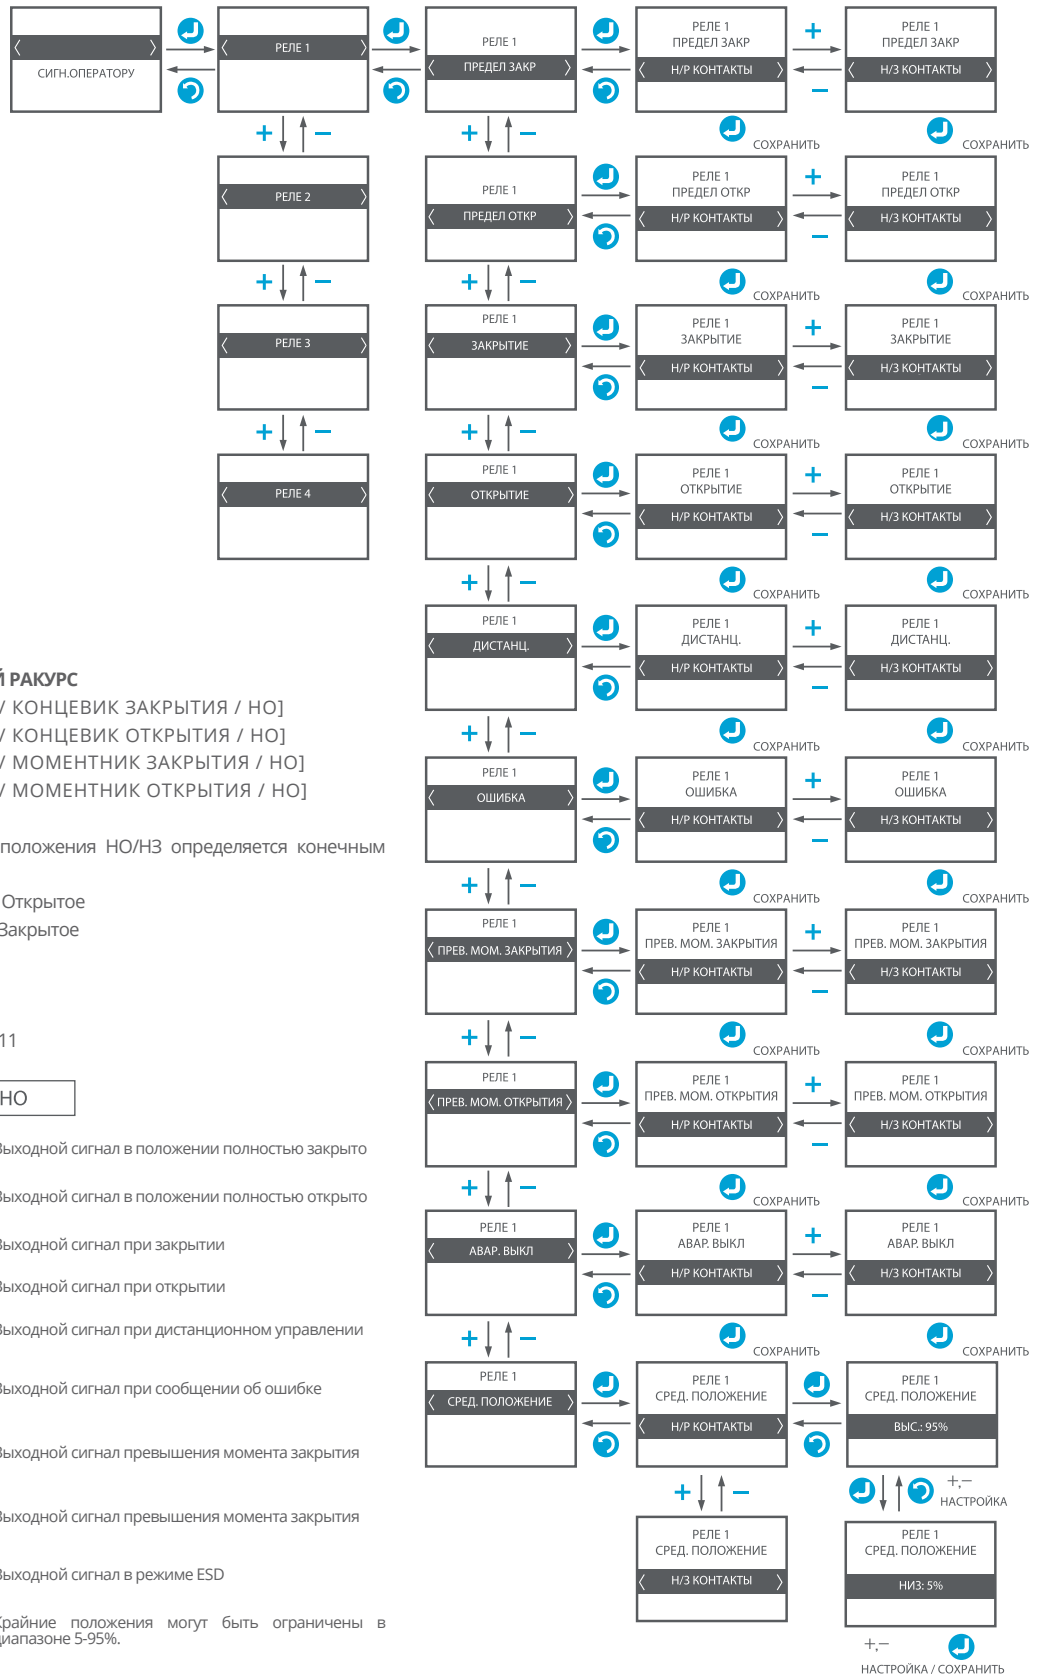 СИГН.ОПЕРАТОРУ
РЕЛЕ 1
РЕЛЕ 1
ПРЕДЕЛ ЗАКР
РЕЛЕ 1
ПРЕДЕЛ ЗАКР
Н/Р КОНТАКТЫ
+
−
РЕЛЕ 1
ПРЕДЕЛ ЗАКР
Н/З КОНТАКТЫ
+ −
+ −
СОХРАНИТЬ
СОХРАНИТЬ
РЕЛЕ 2
РЕЛЕ 1
ПРЕДЕЛ ОТКР
РЕЛЕ 1
ПРЕДЕЛ ОТКР
Н/Р КОНТАКТЫ
+
−
РЕЛЕ 1
ПРЕДЕЛ ОТКР
Н/З КОНТАКТЫ
+ −
+ −
СОХРАНИТЬ
СОХРАНИТЬ
РЕЛЕ 3
РЕЛЕ 1
ЗАКРЫТИЕ
РЕЛЕ 1
ЗАКРЫТИЕ
Н/Р КОНТАКТЫ
+
−
РЕЛЕ 1
ЗАКРЫТИЕ
Н/З КОНТАКТЫ
+ −
+ −
СОХРАНИТЬ
СОХРАНИТЬ
РЕЛЕ 4
РЕЛЕ 1
ОТКРЫТИЕ
РЕЛЕ 1
ОТКРЫТИЕ
Н/Р КОНТАКТЫ
+
−
РЕЛЕ 1
ОТКРЫТИЕ
Н/З КОНТАКТЫ
+ −
СОХРАНИТЬ
СОХРАНИТЬ
РЕЛЕ 1
ДИСТАНЦ.
РЕЛЕ 1
ДИСТАНЦ.
Н/Р КОНТАКТЫ
+
−
РЕЛЕ 1
ДИСТАНЦ.
Н/З КОНТАКТЫ
+ −
СОХРАНИТЬ
СОХРАНИТЬ
РЕЛЕ 1
ОШИБКА
РЕЛЕ 1
ОШИБКА
Н/Р КОНТАКТЫ
+
−
РЕЛЕ 1
ОШИБКА
Н/З КОНТАКТЫ
+ −
СОХРАНИТЬ
СОХРАНИТЬ
РЕЛЕ 1
ПРЕВ. МОМ. ЗАКРЫТИЯ
РЕЛЕ 1
ПРЕВ. МОМ. ЗАКРЫТИЯ
Н/Р КОНТАКТЫ
+
−
РЕЛЕ 1
ПРЕВ. МОМ. ЗАКРЫТИЯ
Н/З КОНТАКТЫ
+ −
СОХРАНИТЬ
СОХРАНИТЬ
РЕЛЕ 1
ПРЕВ. МОМ. ОТКРЫТИЯ
РЕЛЕ 1
ПРЕВ. МОМ. ОТКРЫТИЯ
Н/Р КОНТАКТЫ
+
−
РЕЛЕ 1
ПРЕВ. МОМ. ОТКРЫТИЯ
Н/З КОНТАКТЫ
+ −
СОХРАНИТЬ
СОХРАНИТЬ
РЕЛЕ 1
АВАР. ВЫКЛ
РЕЛЕ 1
АВАР. ВЫКЛ
Н/Р КОНТАКТЫ
+
−
РЕЛЕ 1
АВАР. ВЫКЛ
Н/З КОНТАКТЫ
+ −
СОХРАНИТЬ
СОХРАНИТЬ
РЕЛЕ 1
СРЕД. ПОЛОЖЕНИЕ
РЕЛЕ 1
СРЕД. ПОЛОЖЕНИЕ
Н/Р КОНТАКТЫ
РЕЛЕ 1
СРЕД. ПОЛОЖЕНИЕ
ВЫС.: 95%
+ −
+,−
НАСТРОЙКА
РЕЛЕ 1
СРЕД. ПОЛОЖЕНИЕ
Н/З КОНТАКТЫ
РЕЛЕ 1
СРЕД. ПОЛОЖЕНИЕ
НИЗ: 5%
+,−
НАСТРОЙКА / СОХРАНИТЬ
Й РАКУРС
/ КОНЦЕВИК ЗАКРЫТИЯ / НО]
/ КОНЦЕВИК ОТКРЫТИЯ / НО]
/ МОМЕНТНИК ЗАКРЫТИЯ / НО]
/ МОМЕНТНИК ОТКРЫТИЯ / НО]
положения НО/НЗ определяется конечным
Открытое
Закрытое
11
НО
Выходной сигнал в положении полностью закрыто
Выходной сигнал в положении полностью открыто
Выходной сигнал при закрытии
Выходной сигнал при открытии
Выходной сигнал при дистанционном управлении
Выходной сигнал при сообщении об ошибке
Выходной сигнал превышения момента закрытия
Выходной сигнал превышения момента закрытия
Выходной сигнал в режиме ESD
Крайние положения могут быть ограничены в
диапазоне 5-95%.